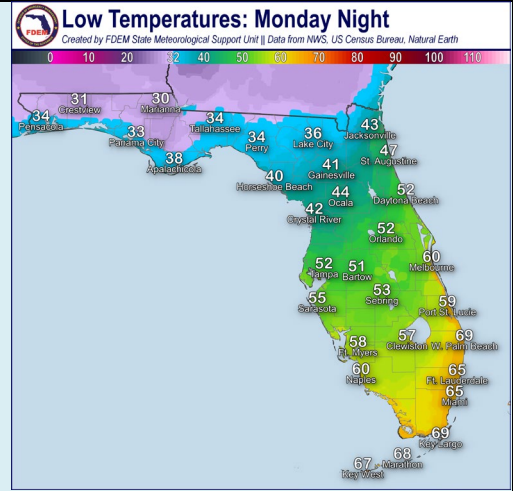 FDEM
Low Temperatures: Monday Night
Created by FDEM State Meteorological Support Unit || Data from NWS, US Census Bureau, Natural Earth
0 10 20 32 40 50 60 70 80 90 100 110
31
Crestview
30
Marianna
34
Pensacola
33
Panama City
34
Tallahassee
38
Apalachicola
34
Perry
36
Lake City
43
Jacksonville
47
St. Augustine
40
Horseshoe Beach
41
Gainesville
44
Ocala
52
Daytona Beach
42
Crystal River
52
Orlando
60
Melbourne
52
Tampa
51
Bartow
53
Sebring
55
Sarasota
59
Port St. Lucie
58
Ft. Myers
57
Clewiston
69
W. Palm Beach
60
Naples
65
Ft. Lauderdale
65
Miami
69
Key Largo
68
Marathon
67
Key West